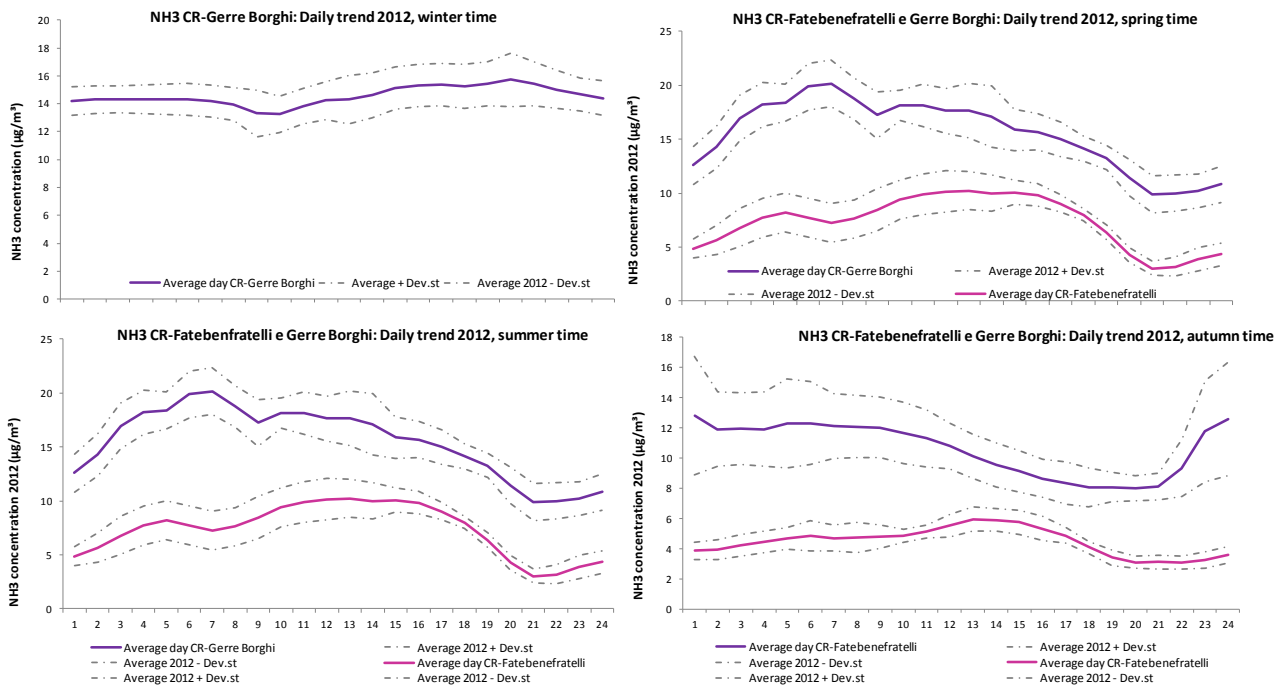 NH3 CR-Gerre Borghi: Daily trend 2012, winter time
NH3 concentration (µg/m³)
20
18
16
14
12
10
8
6
4
2
0
Average day CR-Gerre Borghi
Average + Dev.st
Average 2012 - Dev.st
1 2 3 4 5 6 7 8 9 10 11 12 13 14 15 16 17 18 19 20 21 22 23 24
NH3 CR-Fatebenefratelli e Gerre Borghi: Daily trend 2012, spring time
NH3 concentration 2012 (µg/m³)
25
20
15
10
5
0
Average day CR-Gerre Borghi
Average 2012 + Dev.st
Average 2012 - Dev.st
Average day CR-Fatebenefratelli
1 2 3 4 5 6 7 8 9 10 11 12 13 14 15 16 17 18 19 20 21 22 23 24
NH3 CR-Fatebenfratelli e Gerre Borghi: Daily trend 2012, summer time
NH3 concentration 2012 (µg/m³)
25
20
15
10
5
0
1 2 3 4 5 6 7 8 9 10 11 12 13 14 15 16 17 18 19 20 21 22 23 24
Average day CR-Gerre Borghi
Average 2012 + Dev.st
Average 2012 - Dev.st
Average day CR-Fatebenefratelli
Average 2012 + Dev.st
Average 2012 - Dev.st
NH3 CR-Fatebenefratelli e Gerre Borghi: Daily trend 2012, autumn time
NH3 concentration 2012 (µg/m³)
18
16
14
12
10
8
6
4
2
0
1 2 3 4 5 6 7 8 9 10 11 12 13 14 15 16 17 18 19 20 21 22 23 24
Average day CR-Fatebenefratelli
Average 2012 + Dev.st
Average 2012 - Dev.st
Average day CR-Fatebenefratelli
Average 2012 + Dev.st
Average 2012 - Dev.st